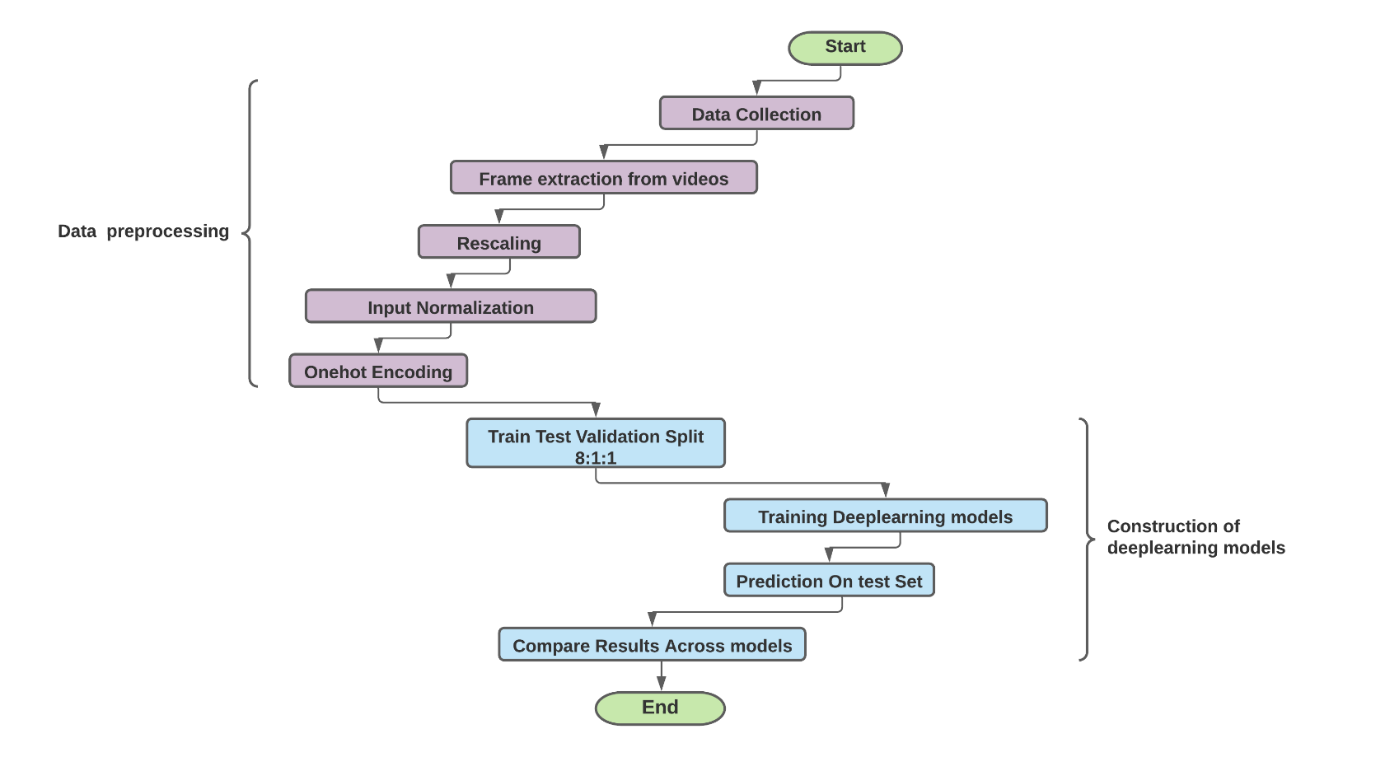 Start
Data Collection
Frame extraction from videos
Data  preprocessing
Rescaling
Input Normalization
Onehot Encoding
Train Test Validation Split
8:1:1
Training Deeplearning models
Construction of
deeplearning models
Prediction On test Set
Compare Results Across models
End